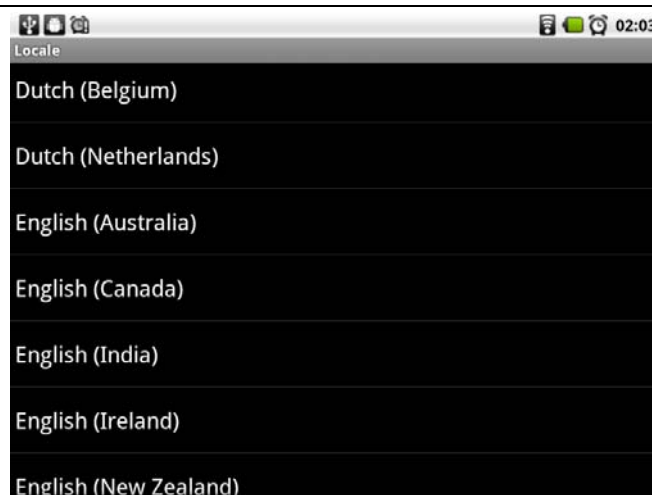 02:03
Locale
Dutch (Belgium)
Dutch (Netherlands)
English (Australia)
English (Canada)
English (India)
English (Ireland)
English (New Zealand)